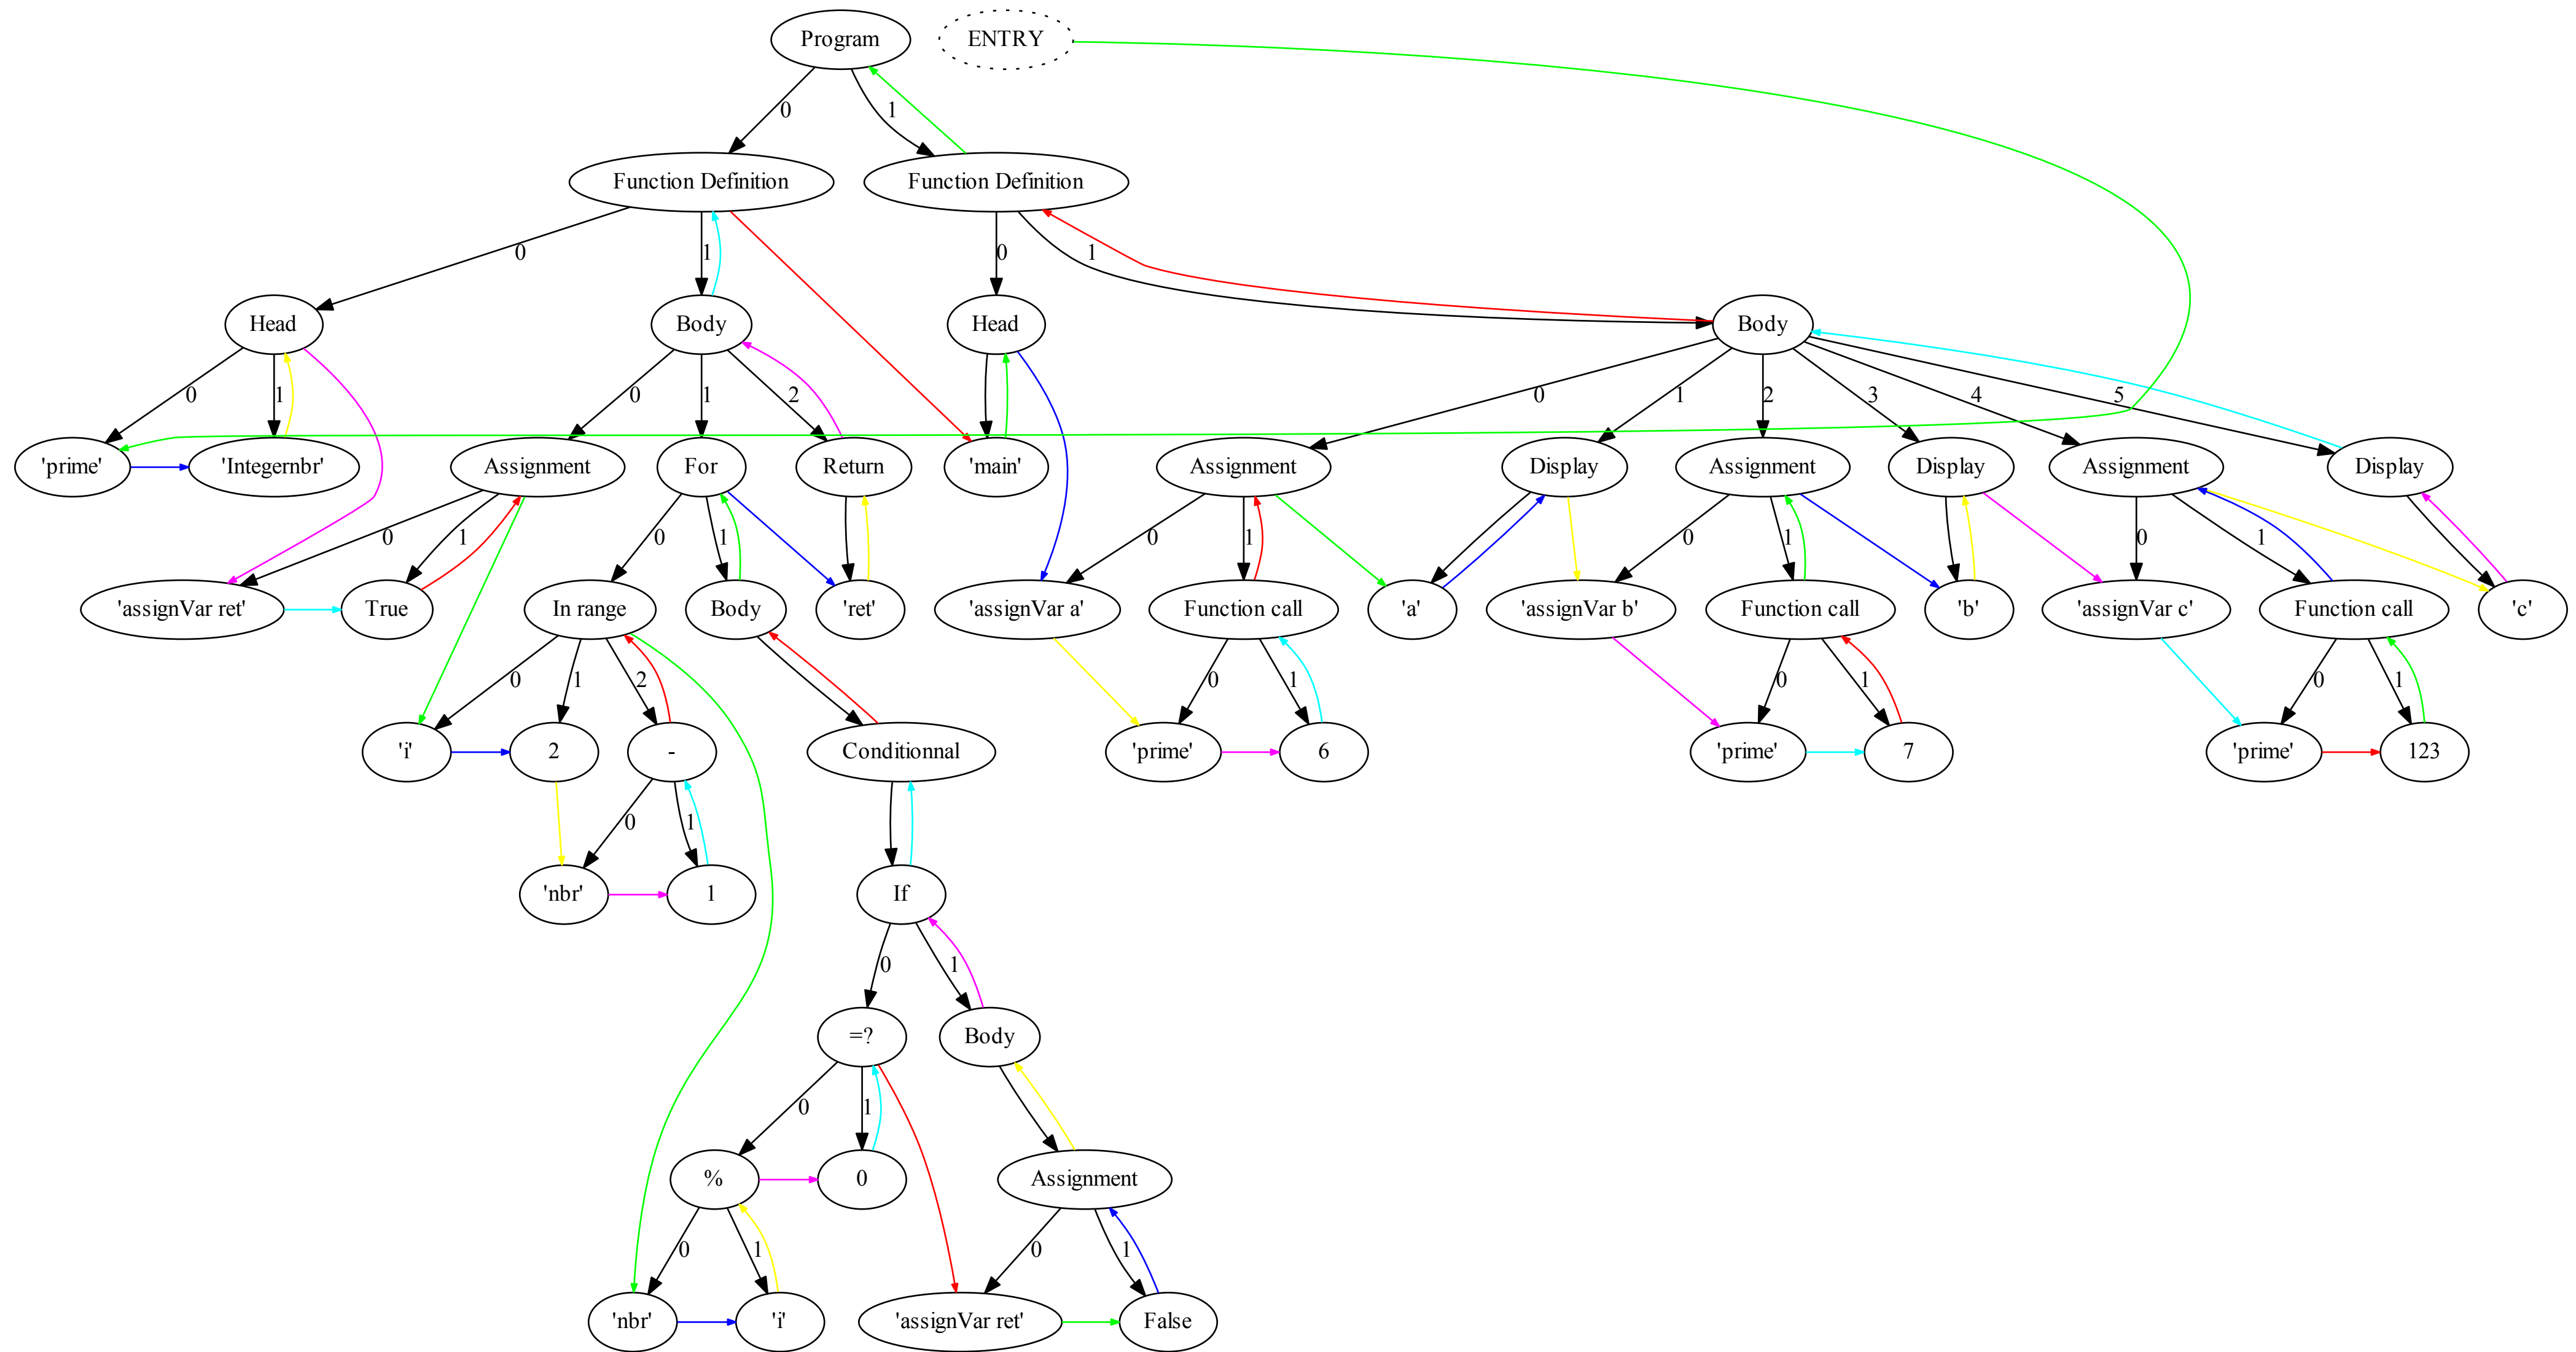 Program
ENTRY
0
1
Function Definition
Function Definition
0
1
0
1
Head
Body
Head
Body
0
1
0
1
2
0
1
2
3
4
5
'prime'
'Integernbr'
Assignment
For
Return
'main'
Assignment
Display
Assignment
Display
Assignment
Display
0
1
0
1
0
1
0
1
0
1
'assignVar ret'
True
In range
Body
'ret'
'assignVar a'
Function call
'a'
'assignVar b'
Function call
'b'
'assignVar c'
Function call
'c'
0
1
2
0
1
0
1
0
1
'i'
2
-
Conditionnal
'prime'
6
'prime'
7
'prime'
123
0
1
'nbr'
1
If
0
1
=?
Body
0
1
%
0
Assignment
0
1
0
1
'nbr'
'i'
'assignVar ret'
False